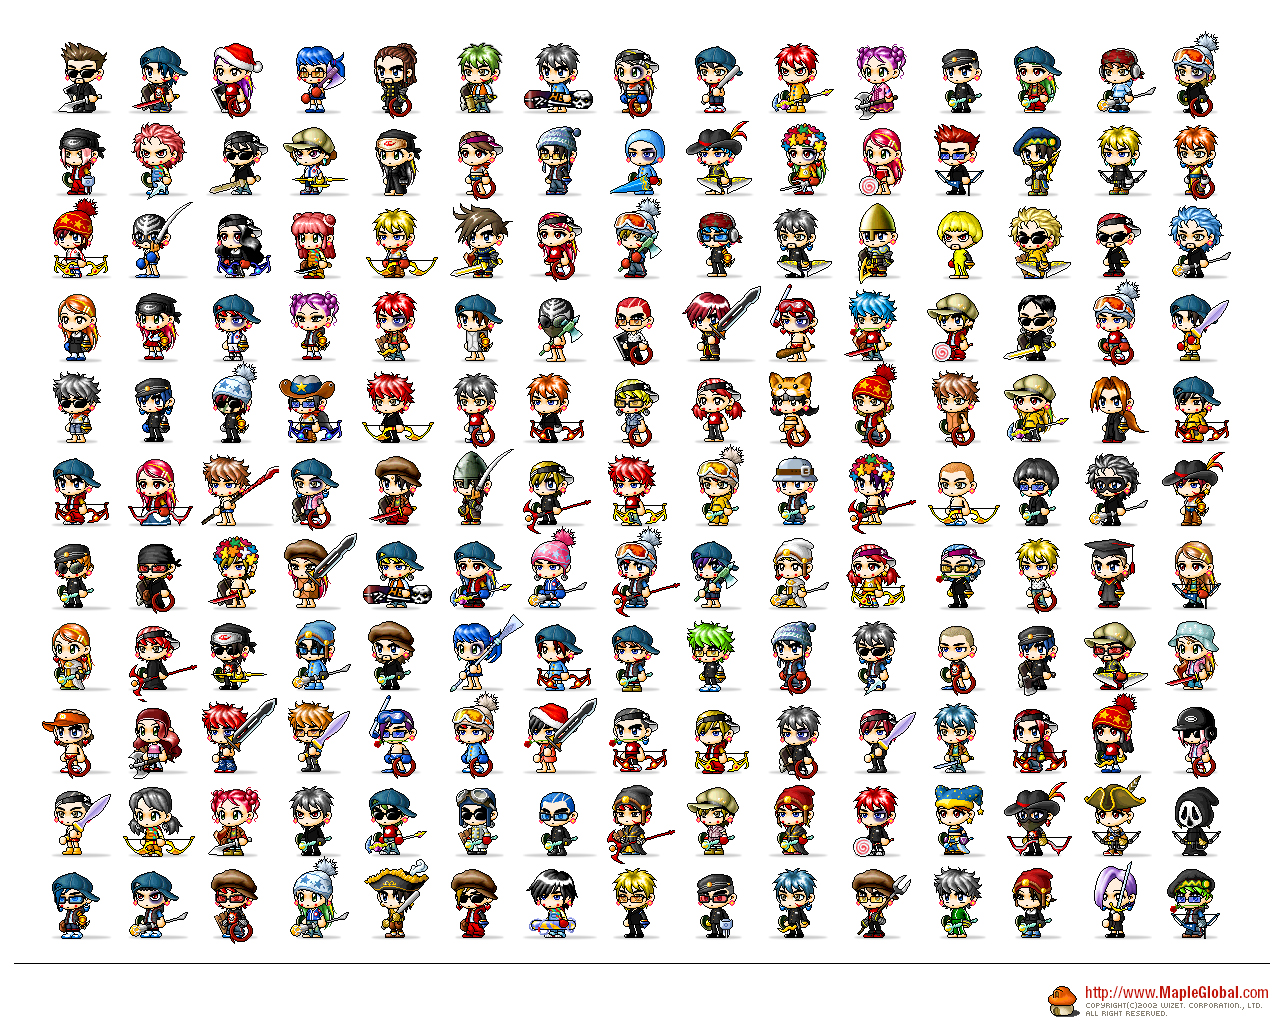 http://www.MapleGlobal.com
COPYRIGHT(C)2002 WIZET. CORPORATION., LTD.
ALL RIGHT RESERVED.